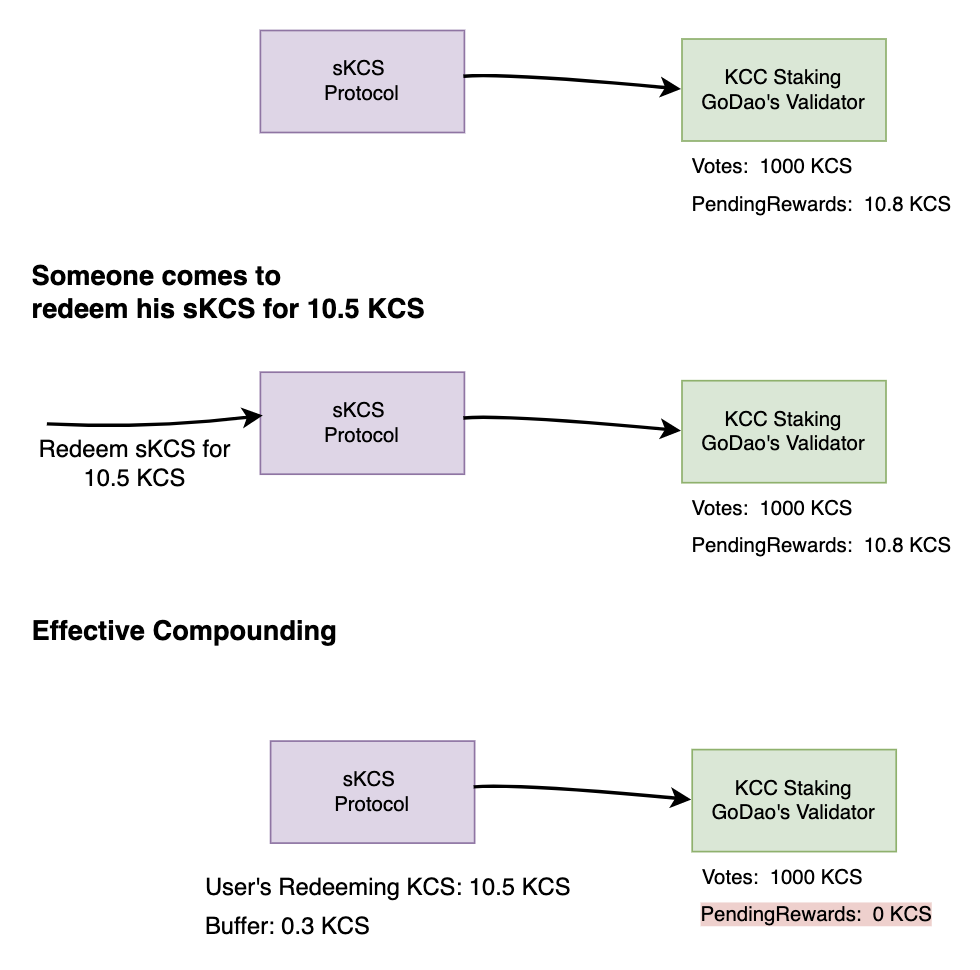 sKCS
Protocol
KCC Staking
GoDao's Validator
Votes: 1000 KCS
PendingRewards: 10.8 KCS
Someone comes to
redeem his sKCS for 10.5 KCS
sKCS
Protocol
KCC Staking
GoDao's Validator
Redeem sKCS for
10.5 KCS
Votes: 1000 KCS
PendingRewards: 10.8 KCS
Effective Compounding
sKCS
Protocol
KCC Staking
GoDao's Validator
User's Redeeming KCS: 10.5 KCS
Buffer: 0.3 KCS
Votes: 1000 KCS
PendingRewards: 0 KCS